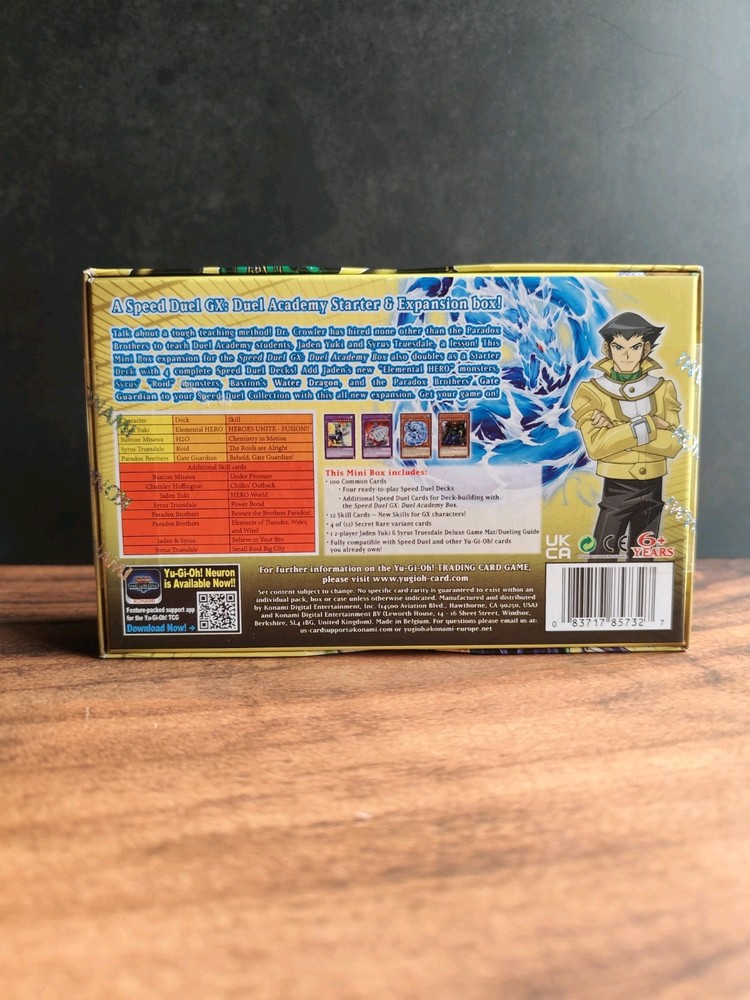 A Speed Duel GX: Duel Academy Starter & Expansion box!
Talk about a tough teaching method! Dr. Crowler has hired none other than the Paradox
Brothers to teach Duel Academy students, Jaden Yuki and Syrus Truesdale, a lesson! This
Mini Box expansion for the Speed Duel GX: Duel Academy Box also doubles as a Starter
Deck with 4 complete Speed Duel Decks! Add Jaden's new "Elemental HERO" monsters,
Syrus' "Roid" monsters, Bastion's Water Dragon, and the Paradox Brothers' Gate
Guardian to your Speed Duel Collection with this all new expansion. Get your game on!
Character Deck Skill
Yuki Elemental HERO HEROES UNITE - FUSION!!
Bastion Misawa H2O Chemistry in Motion
Syrus Truesdale Roid The Roids are Alright
Paradox Brothers Gate Guardian Behold, Gate Guardian!
Additional Skill cards
Bastion Misawa Under Pressure
Chumley Huffington Chillin' Outback
Jaden Yuki HERO World
Syrus Truesdale Power Bond
Paradox Brothers Beware the Brothers Paradox!
Paradox Brothers Elements of Thunder, Water,
and Wind
Jaden & Syrus Believe in Your Bro
Syrus Truesdale Small Roid Big City
This Mini Box includes:
• 100 Common Cards
• Four ready-to-play Speed Duel Decks
• Additional Speed Duel Cards for Deck-building with
the Speed Duel GX: Duel Academy Box.
• 12 Skill Cards – New Skills for GX characters!
• 4 of (12) Secret Rare variant cards
• 1 2-player Jaden Yuki & Syrus Truesdale Deluxe Game Mat/Dueling Guide
• Fully compatible with Speed Duel and other Yu-Gi-Oh! cards
you already own!
UK
CA
CE
6+
YEARS
Yu-Gi-Oh! Neuron
is Available Now!!
NEURON
Feature-packed support app
for the Yu-Gi-Oh! TCG
Download Now! →
For further information on the Yu-Gi-Oh! TRADING CARD GAME,
please visit www.yugioh-card.com
Set content subject to change. No specific card rarity is guaranteed to exist within an
individual pack, box or case unless otherwise indicated. Manufactured and distributed
by Konami Digital Entertainment, Inc. (14500 Aviation Blvd., Hawthorne, CA 90250, USA)
and Konami Digital Entertainment BV (Leworth House, 14 - 16 Sheet Street, Windsor,
Berkshire, SL4 1BG, United Kingdom). Made in Belgium. For questions please email us at:
us-cardsupport@konami.com or yugioh@konami-europe.net
0 83717 85732 7